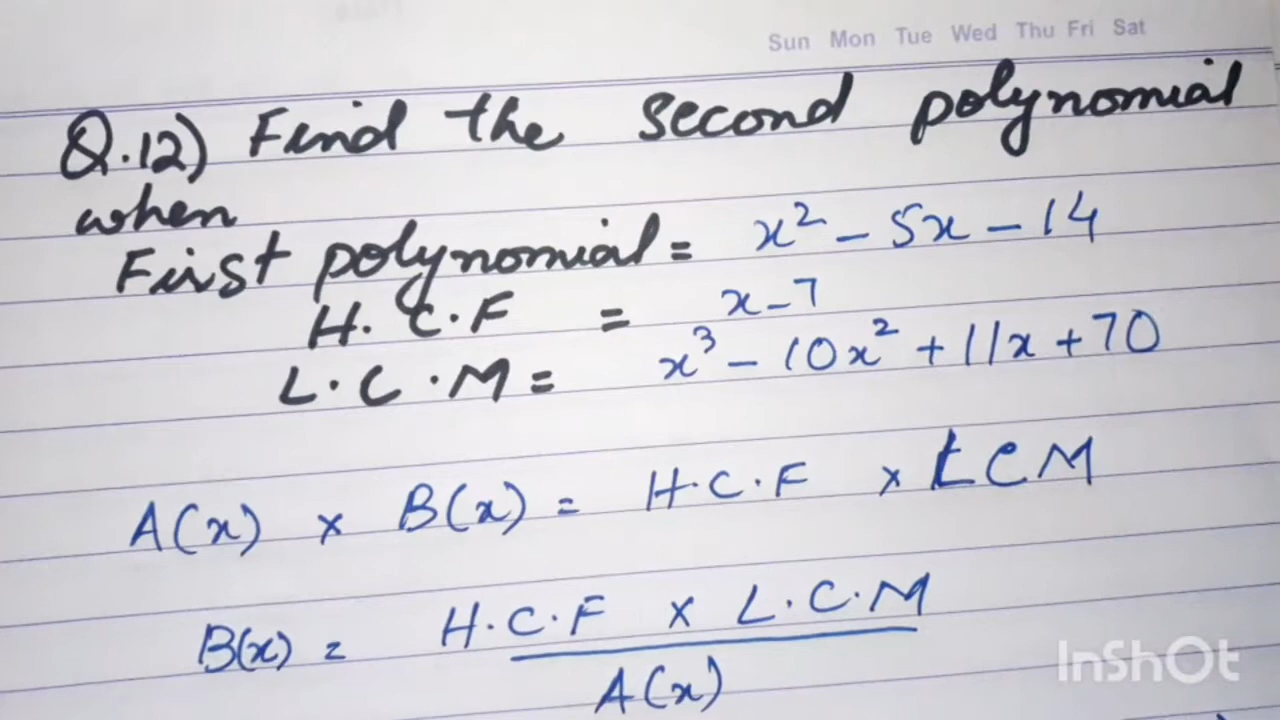 Sun Mon Tue Wed Thu Fri Sat
Q.12) Find the second polynomial
when
First polynomial = x² - 5x - 14
H.C.F = x - 7
L.C.M = x³ - 10x² + 11x + 70
A(x) × B(x) = H.C.F × LCM
B(x) = H.C.F × L.C.M
A(x)
InShOt